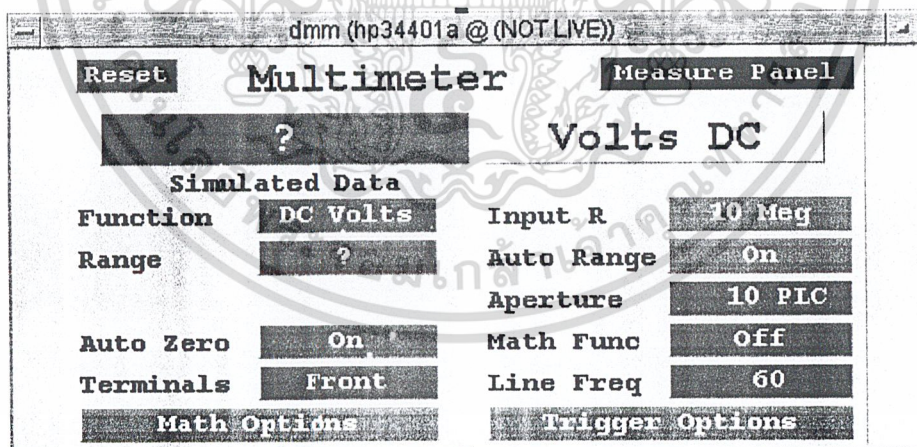 dmm (hp34401a @ (NOT LIVE))
Reset Multimeter Measure Panel
? Volts DC
Simulated Data
Function DC Volts Input R 10 Meg
Range ? Auto Range On
Aperture 10 PLC
Auto Zero On Math Func Off
Terminals Front Line Freq 60
Math Options Trigger Options